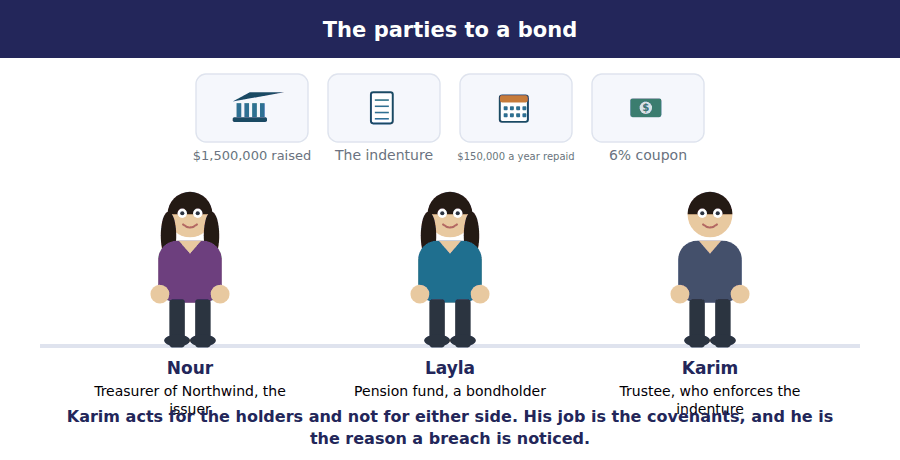 The parties to a bond
$1,500,000 raised
The indenture
$150,000 a year repaid
6% coupon
$
Nour
Treasurer of Northwind, the
issuer
Layla
Pension fund, a bondholder
Karim
Trustee, who enforces the
indenture
Karim acts for the holders and not for either side. His job is the covenants, and he is
the reason a breach is noticed.